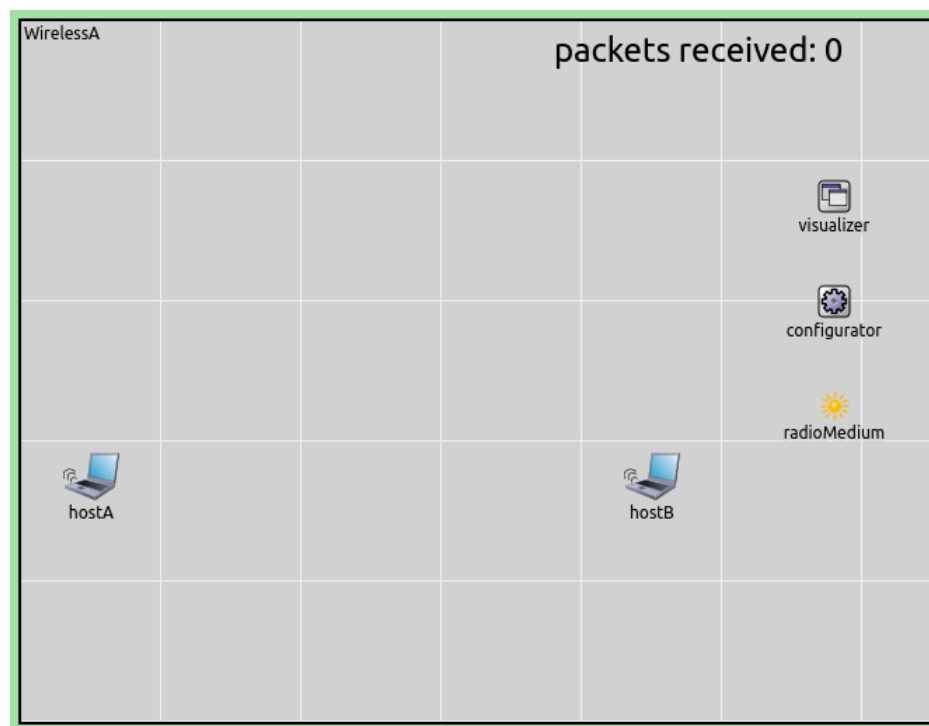 WirelessA
packets received: 0
visualizer
configurator
radioMedium
hostA
hostB